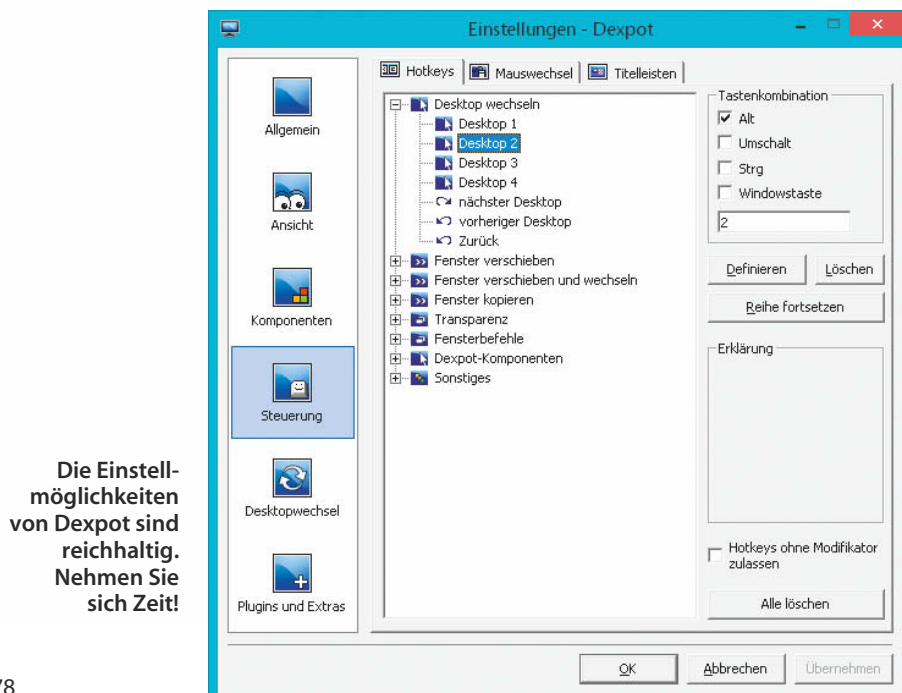 Einstellungen - Dexpot
Allgemein
Ansicht
Komponenten
Steuerung
Desktopwechsel
Plugins und Extras
Hotkeys
Mauswechsel
Titelleisten
Desktop wechseln
Desktop 1
Desktop 2
Desktop 3
Desktop 4
nächster Desktop
vorheriger Desktop
Zurück
Fenster verschieben
Fenster verschieben und wechseln
Fenster kopieren
Transparenz
Fensterbefehle
Dexpot-Komponenten
Sonstiges
Tastenkombination
Alt
Umschalt
Strg
Windowstaste
2
Definieren
Löschen
Reihe fortsetzen
Erklärung
Hotkeys ohne Modifikator
zulassen
Alle löschen
OK
Abbrechen
Übernehmen
Die Einstell-
möglichkeiten
von Dexpot sind
reichhaltig.
Nehmen Sie
sich Zeit!
78